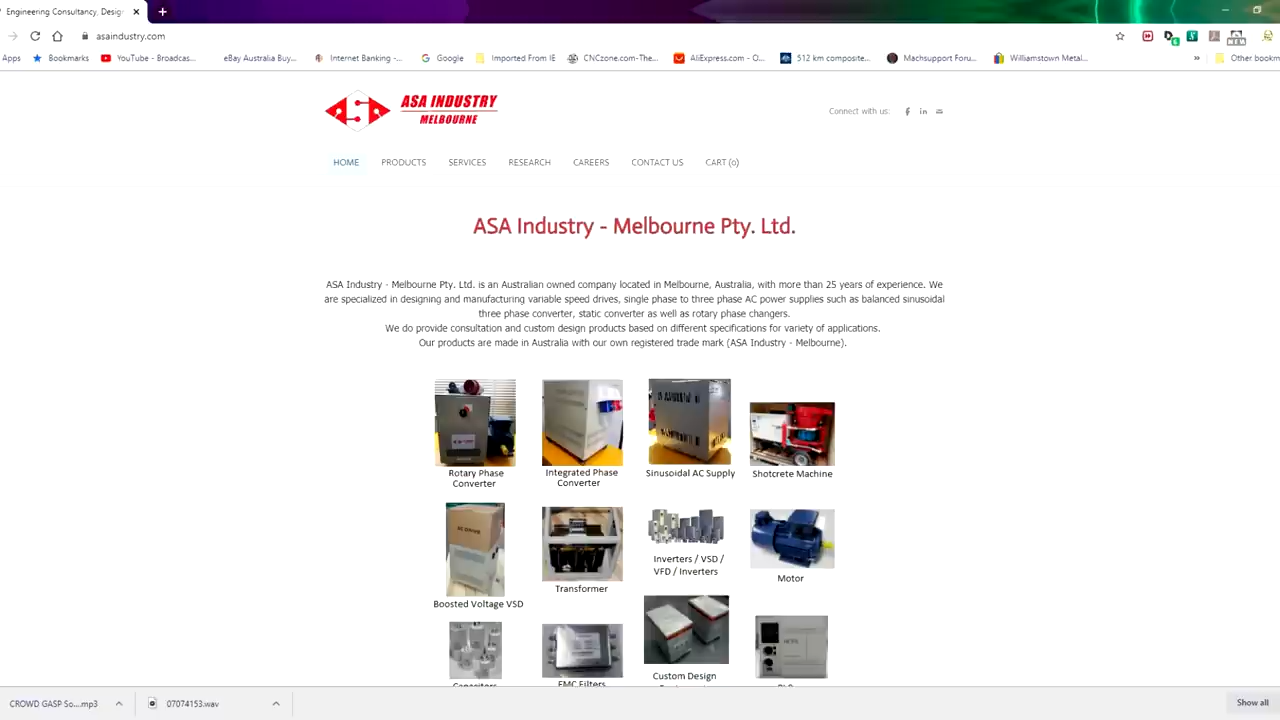 Engineering Consultancy, Desig
asaindustry.com
Apps
Bookmarks
YouTube - Broadcas...
eBay Australia Buy...
Internet Banking -...
Google
Imported From IE
CNCzone.com-The...
AliExpress.com - O...
512 km composite...
Machsupport Foru...
Williamstown Metal...
»
Other bookm
ASA INDUSTRY
MELBOURNE
Connect with us:
HOME
PRODUCTS
SERVICES
RESEARCH
CAREERS
CONTACT US
CART (0)
ASA Industry - Melbourne Pty. Ltd.
ASA Industry - Melbourne Pty. Ltd. is an Australian owned company located in Melbourne, Australia, with more than 25 years of experience. We
are specialized in designing and manufacturing variable speed drives, single phase to three phase AC power supplies such as balanced sinusoidal
three phase converter, static converter as well as rotary phase changers.
We do provide consultation and custom design products based on different specifications for variety of applications.
Our products are made in Australia with our own registered trade mark (ASA Industry - Melbourne).
Rotary Phase
Converter
Integrated Phase
Converter
Sinusoidal AC Supply
Shotcrete Machine
Boosted Voltage VSD
Transformer
Inverters / VSD /
VFD / Inverters
Motor
Capacitors
EMC Filters
Custom Design
CROWD GASP So....mp3
07074153.wav
Show all